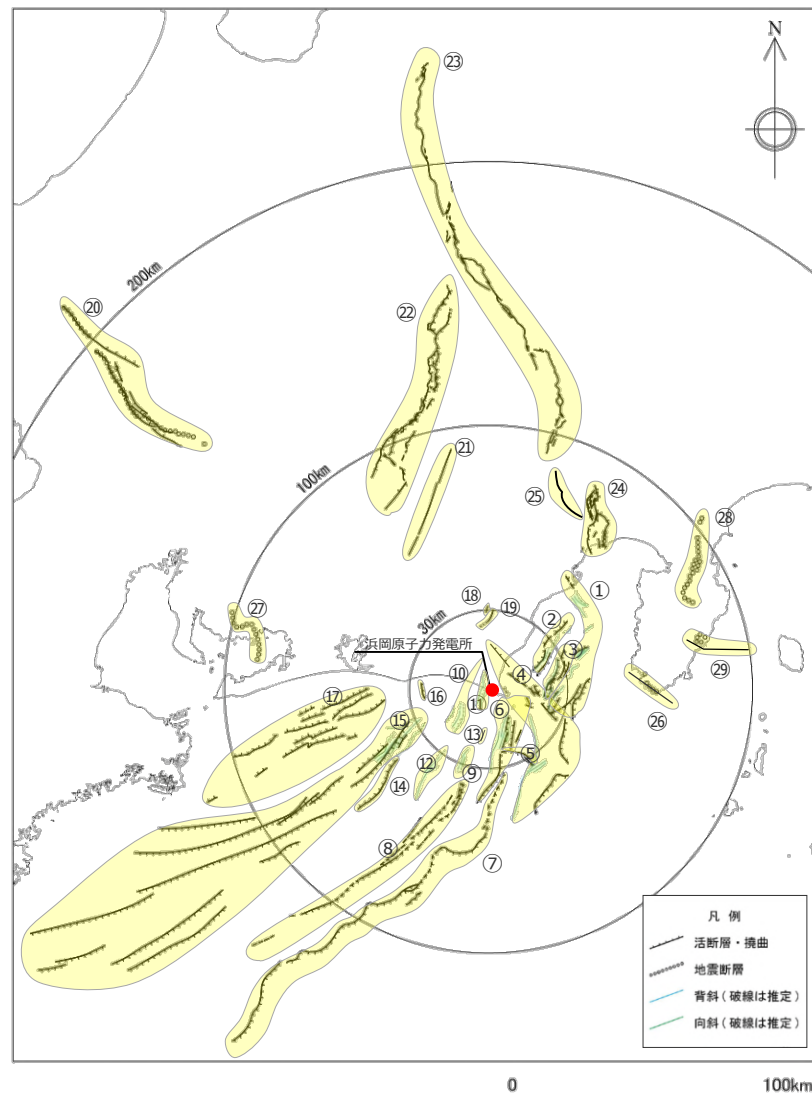 N
㉓
200km
⑳
㉒
100km
㉑
㉕
㉔
㉘
①
⑱
⑲
㉗
30km
②
浜岡原子力発電所
③
㉙
④
⑩
⑰
⑯
⑪
⑥
㉖
⑮
⑬
⑤
⑫
⑨
⑭
⑧
⑦
凡 例
活断層・撓曲
地震断層
背斜(破線は推定)
向斜(破線は推定)
0 100km